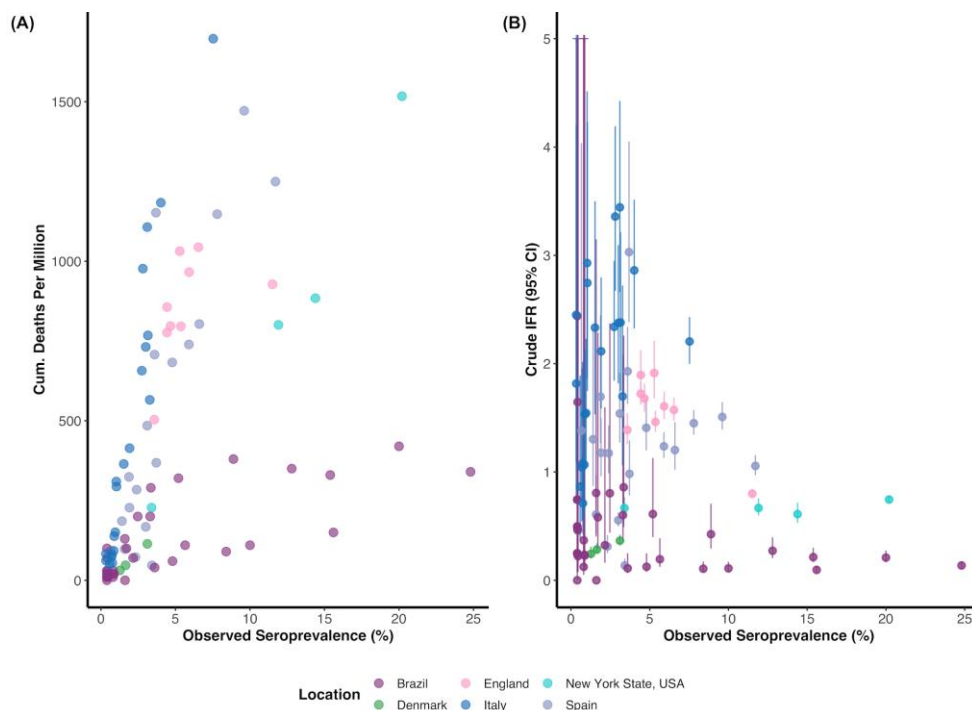 (A)
(B)
1500
1000
500
0
Cum. Deaths Per Million
0 5 10 15 20 25
Observed Seroprevalence (%)
5
4
3
2
1
0
Crude IFR (95% CI)
0 5 10 15 20 25
Observed Seroprevalence (%)
Location
Brazil England New York State, USA
Denmark Italy Spain